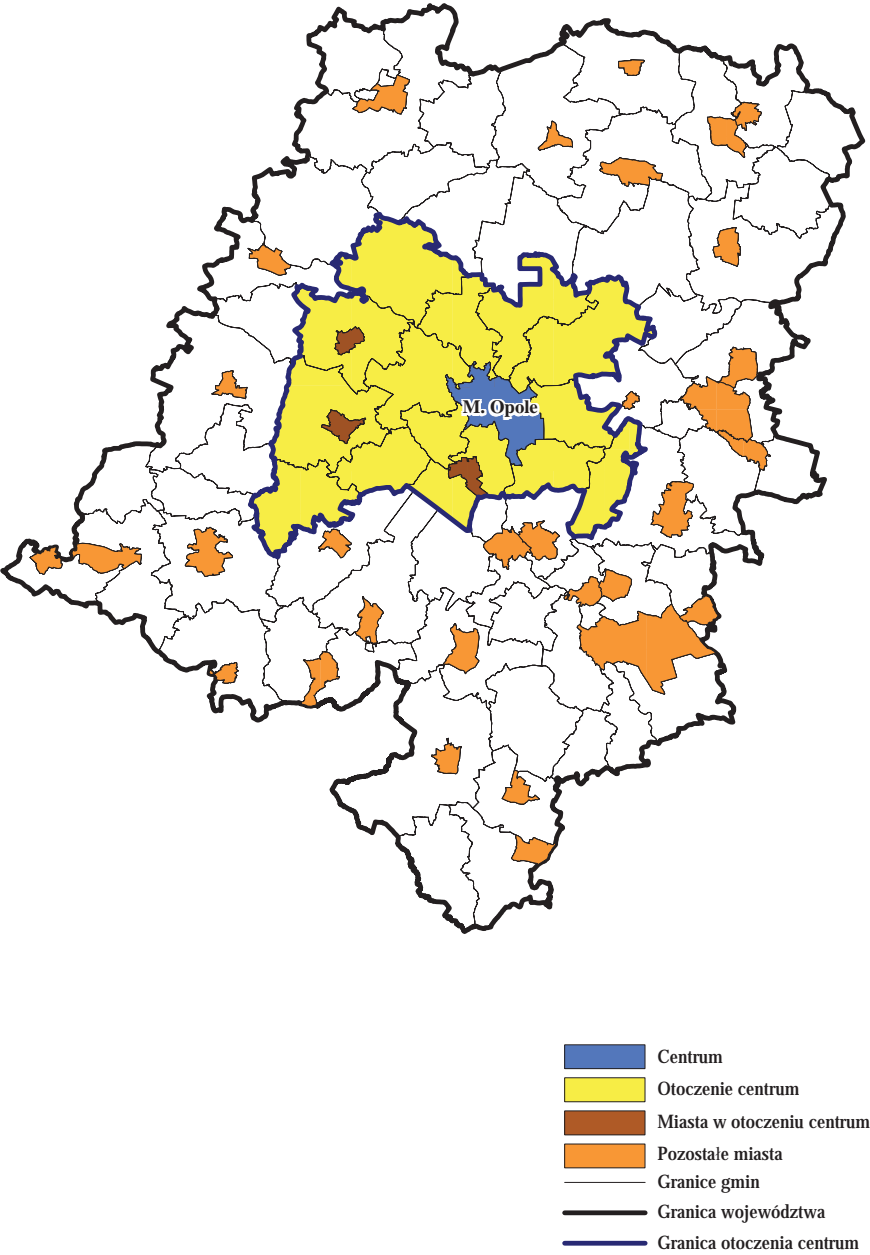 M. Opole
Centrum
Otoczenie centrum
Miasta w otoczeniu centrum
Pozostałe miasta
Granice gmin
Granica województwa
Granica otoczenia centrum